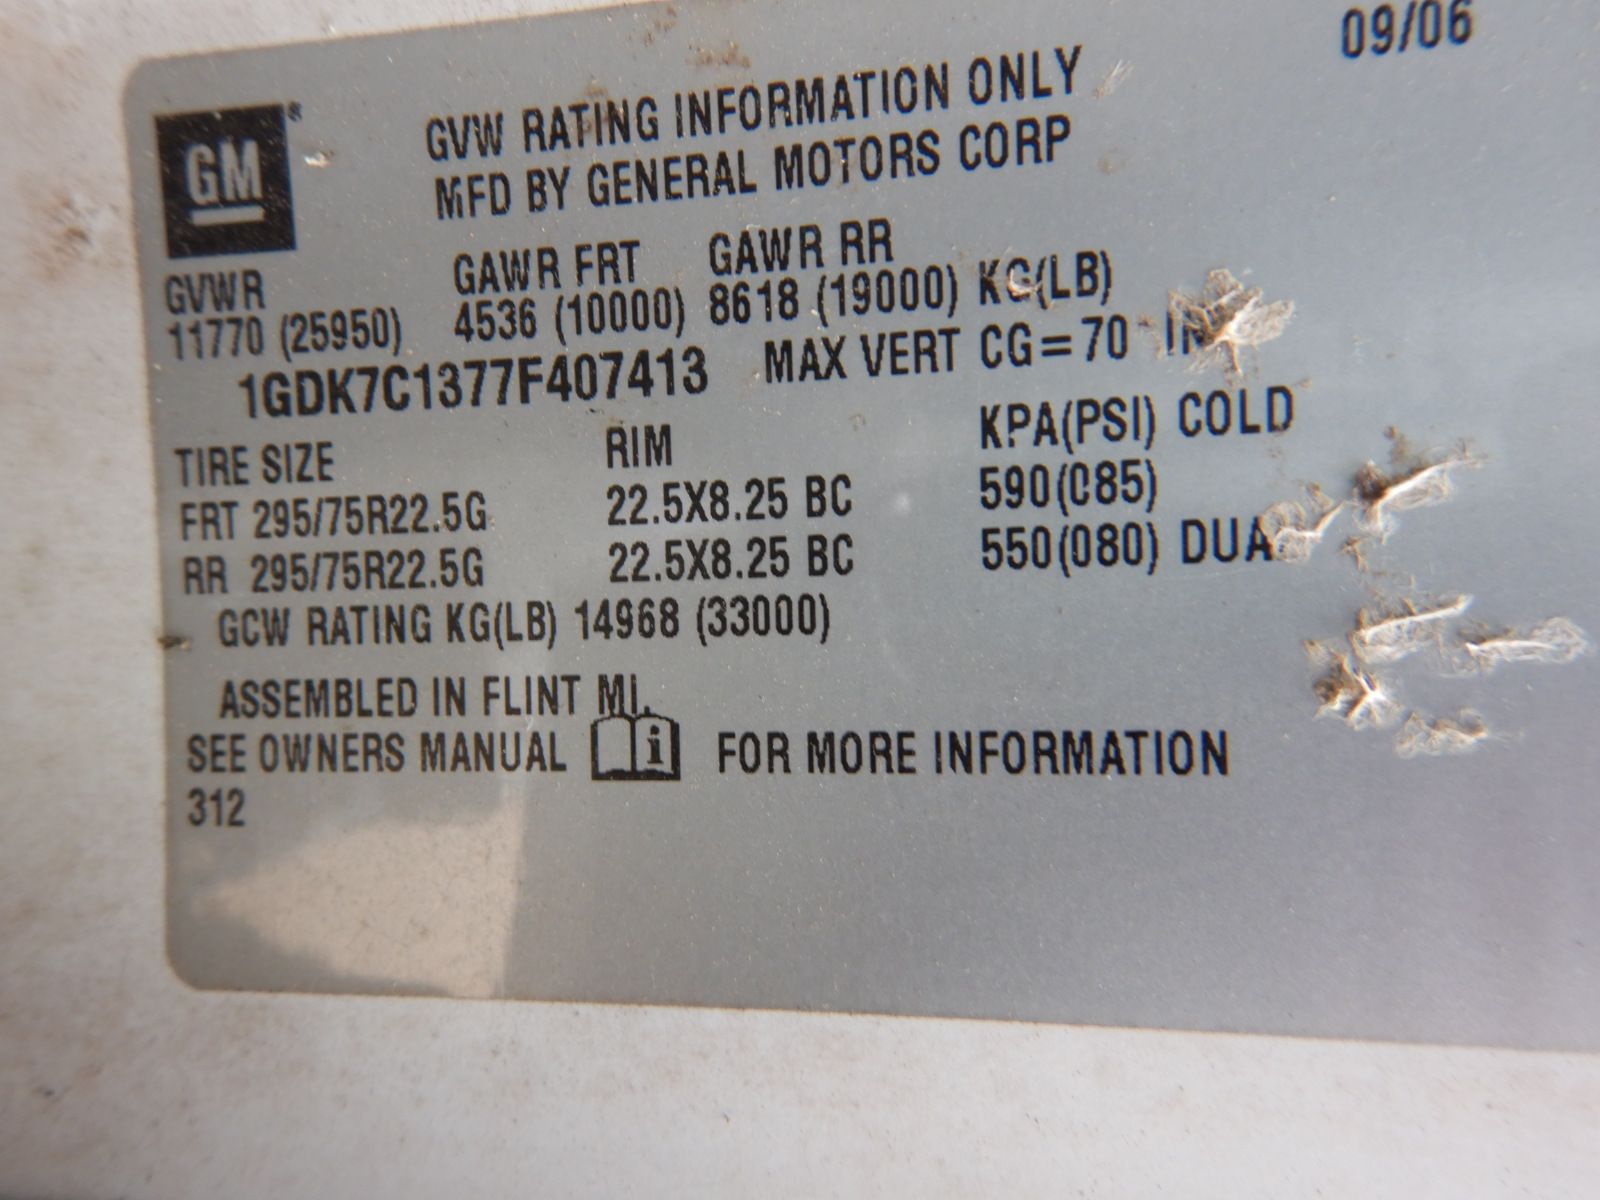 09/06
GM®
GVW RATING INFORMATION ONLY
MFD BY GENERAL MOTORS CORP
GVWR GAWR FRT GAWR RR
11770 (25950) 4536 (10000) 8618 (19000) KG(LB)
1GDK7C1377F407413 MAX VERT CG=70 IN
TIRE SIZE RIM KPA(PSI) COLD
FRT 295/75R22.5G 22.5X8.25 BC 590(085)
RR 295/75R22.5G 22.5X8.25 BC 550(080) DUA
GCW RATING KG(LB) 14968 (33000)
ASSEMBLED IN FLINT MI.
SEE OWNERS MANUAL i FOR MORE INFORMATION
312